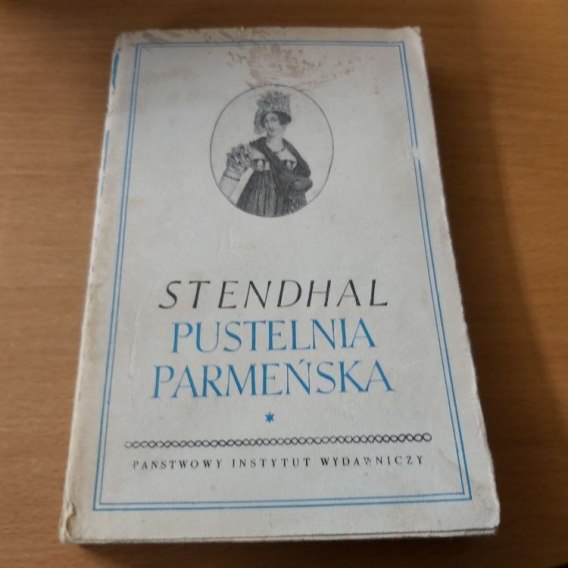 STENDHAL
PUSTELNIA
PARMEŃSKA
*
PAŃSTWOWY INSTYTUT WYDAWNICZY